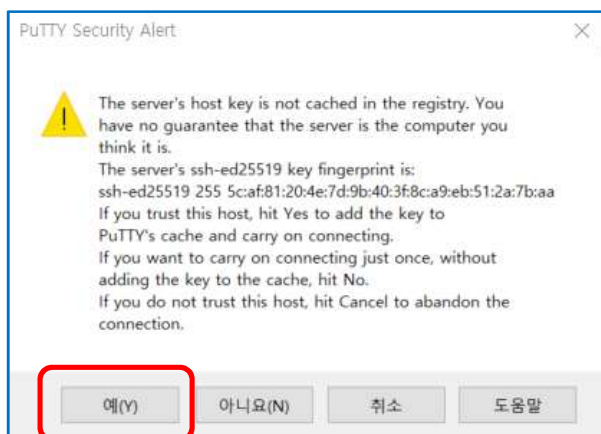 PuTTY Security Alert
The server's host key is not cached in the registry. You
have no guarantee that the server is the computer you
think it is.
The server's ssh-ed25519 key fingerprint is:
ssh-ed25519 255 5c:af:81:20:4e:7d:9b:40:3f:8c:a9:eb:51:2a:7b:aa
If you trust this host, hit Yes to add the key to
PuTTY's cache and carry on connecting.
If you want to carry on connecting just once, without
adding the key to the cache, hit No.
If you do not trust this host, hit Cancel to abandon the
connection.
예(Y) 아니요(N) 취소 도움말